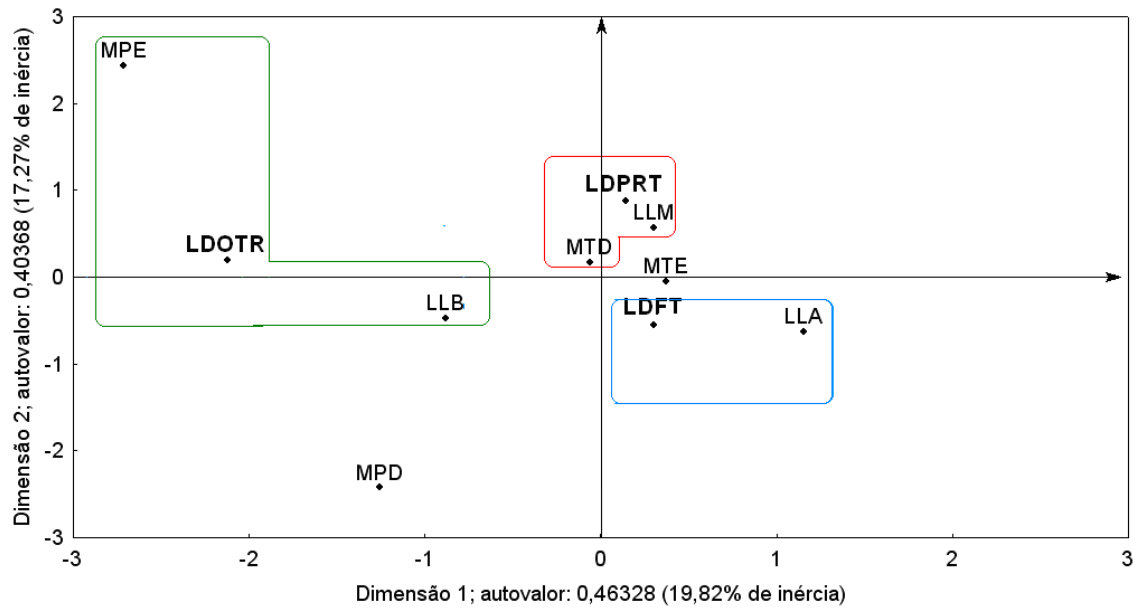 3
MPE
2
LDPRT
1
LLM
LDOTR
MTD
MTE
0
LLB
LDFT
LLA
-1
-2
MPD
-3
-3
-2
-1
0
1
2
3
Dimensão 1; autovalor: 0,46328 (19,82% de inércia)
Dimensão 2; autovalor: 0,40368 (17,27% de inércia)